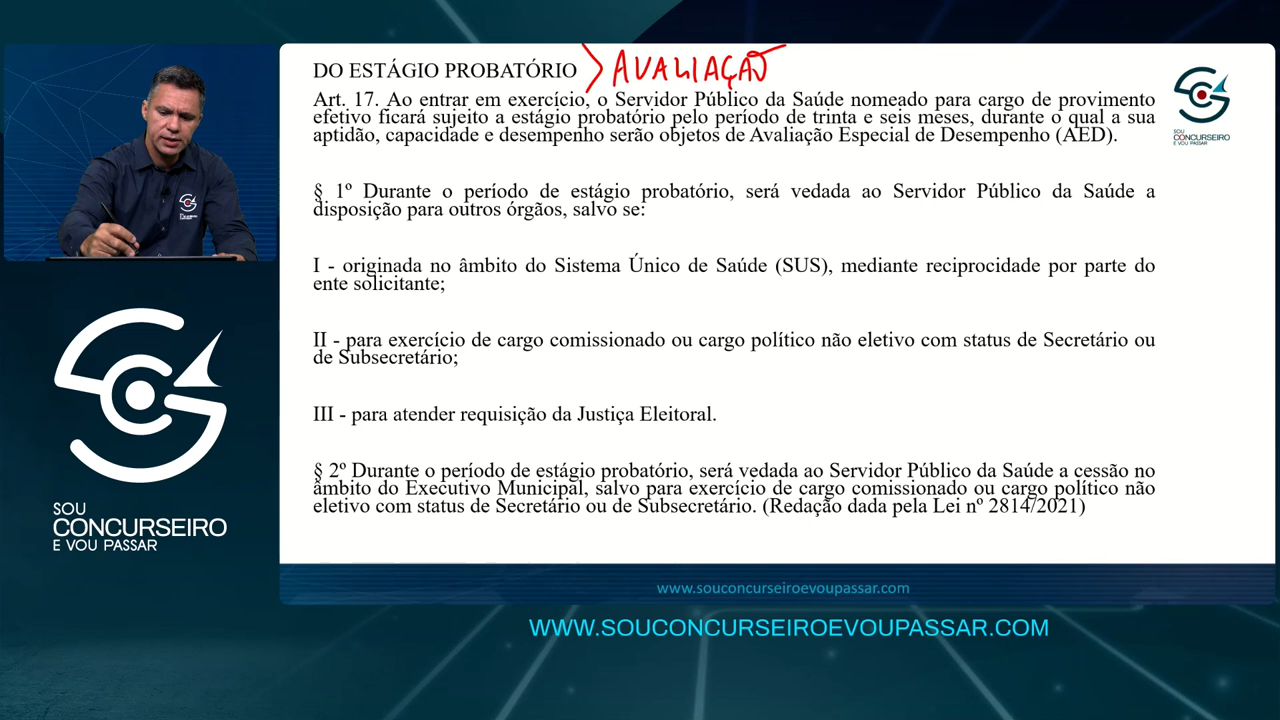 DO ESTÁGIO PROBATÓRIO > AVALIAÇÃO
Art. 17. Ao entrar em exercício, o Servidor Público da Saúde nomeado para cargo de provimento
efetivo ficará sujeito a estágio probatório pelo período de trinta e seis meses, durante o qual a sua
aptidão, capacidade e desempenho serão objetos de Avaliação Especial de Desempenho (AED).
§ 1º Durante o período de estágio probatório, será vedada ao Servidor Público da Saúde a
disposição para outros órgãos, salvo se:
I - originada no âmbito do Sistema Único de Saúde (SUS), mediante reciprocidade por parte do
ente solicitante;
II - para exercício de cargo comissionado ou cargo político não eletivo com status de Secretário ou
de Subsecretário;
III - para atender requisição da Justiça Eleitoral.
§ 2º Durante o período de estágio probatório, será vedada ao Servidor Público da Saúde a cessão no
âmbito do Executivo Municipal, salvo para exercício de cargo comissionado ou cargo político não
eletivo com status de Secretário ou de Subsecretário. (Redação dada pela Lei nº 2814/2021)
SOU
CONCURSEIRO
E VOU PASSAR
SOU
CONCURSEIRO
E VOU PASSAR
www.souconcurseiroevoupassar.com
WWW.SOUCONCURSEIROEVOUPASSAR.COM